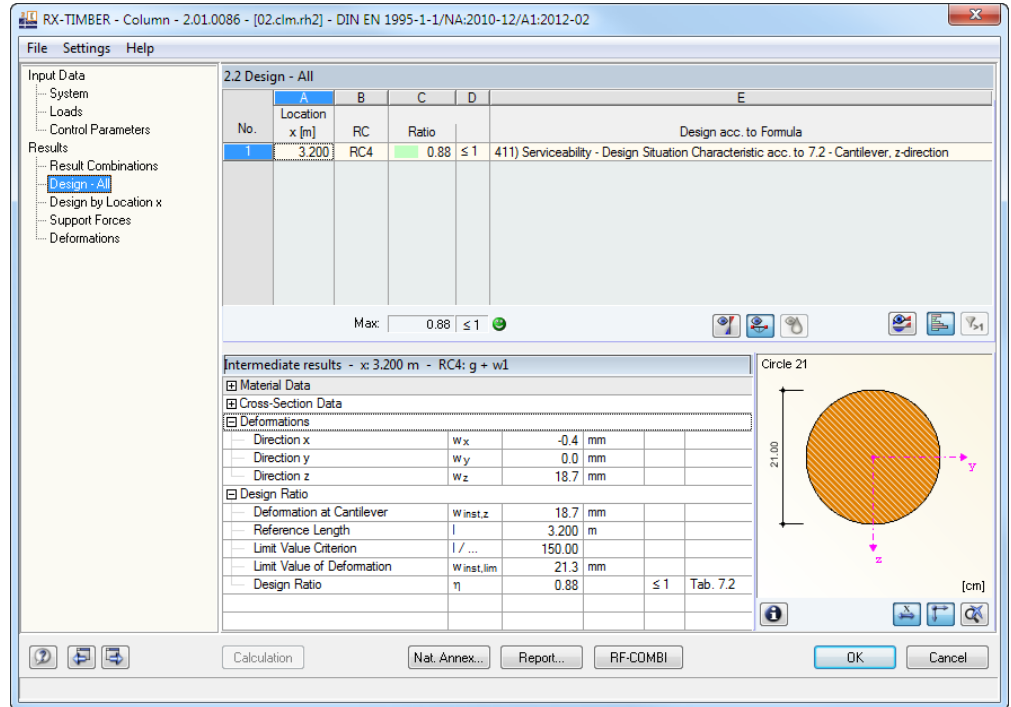 RX-TIMBER - Column - 2.01.0086 - [02.clm.rh2] - DIN EN 1995-1-1/NA:2010-12/A1:2012-02
File Settings Help
Input Data
System
Loads
Control Parameters
Results
Result Combinations
Design - All
Design by Location x
Support Forces
Deformations
2.2 Design - All
A B C D E
No. Location x [m] RC Ratio Design acc. to Formula
1 3.200 RC4 0.88 ≤ 1 411) Serviceability - Design Situation Characteristic acc. to 7.2 - Cantilever, z-direction
Max: 0.88 ≤ 1
Intermediate results - x: 3.200 m - RC4: g + w1
Material Data
Cross-Section Data
Deformations
Direction x wx -0.4 mm
Direction y wy 0.0 mm
Direction z wz 18.7 mm
Design Ratio
Deformation at Cantilever winst,z 18.7 mm
Reference Length l 3.200 m
Limit Value Criterion l / ... 150.00
Limit Value of Deformation winst,lim 21.3 mm
Design Ratio η 0.88 ≤ 1 Tab. 7.2
Circle 21
21.00
y
z
[cm]
Calculation Nat. Annex... Report... RF-COMBI OK Cancel